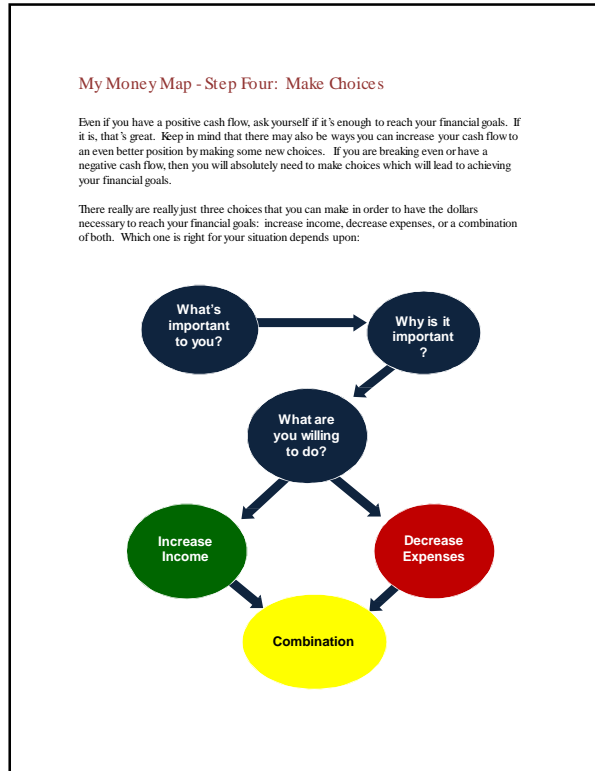 My Money Map - Step Four: Make Choices
Even if you have a positive cash flow, ask yourself if it's enough to reach your financial goals. If
it is, that's great. Keep in mind that there may also be ways you can increase your cash flow to
an even better position by making some new choices. If you are breaking even or have a
negative cash flow, then you will absolutely need to make choices which will lead to achieving
your financial goals.
There really are really just three choices that you can make in order to have the dollars
necessary to reach your financial goals: increase income, decrease expenses, or a combination
of both. Which one is right for your situation depends upon:
What's
important
to you?
Why is it
important
?
What are
you willing
to do?
Increase
Income
Decrease
Expenses
Combination